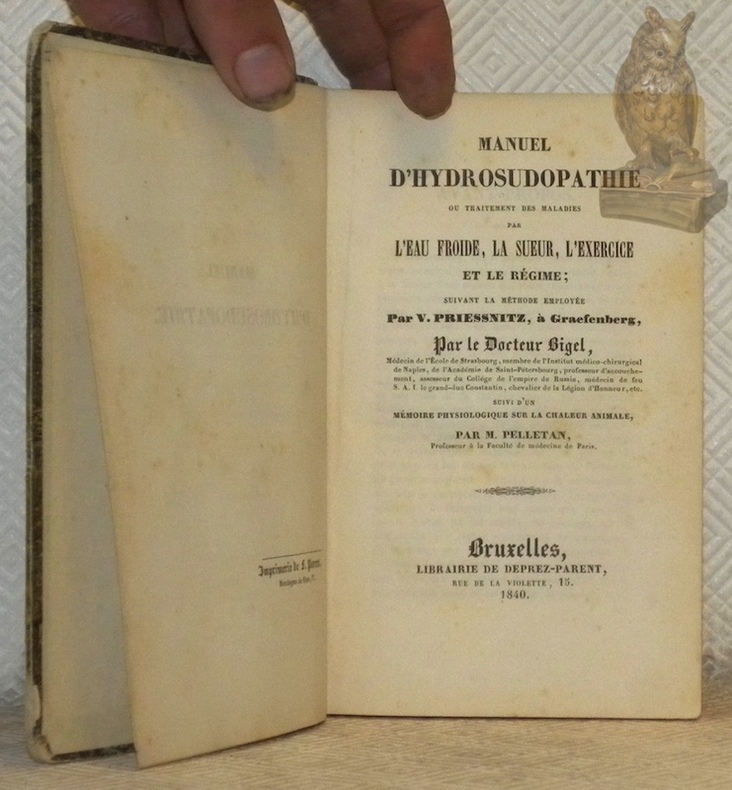 Imprimerie de F. Parent,
MANUEL
D'HYDROSUDOPATHIE
OU TRAITEMENT DES MALADIES
PAR
L'EAU FROIDE, LA SUEUR, L'EXERCICE
ET LE RÉGIME;
SUIVANT LA MÉTHODE EMPLOYÉE
Par V. PRIESSNITZ, à Graefenberg,
Par le Docteur Bigel,
Médecin de l'École de Strasbourg, membre de l'Institut médico-chirurgical
de Naples, de l'Académie de Saint-Pétersbourg, professeur d'accouche-
ment, assesseur du Collége de l'empire de Russie, médecin de feu
S. A. I. le grand-duc Constantin, chevalier de la Légion d'Honneur, etc.
SUIVI D'UN
MÉMOIRE PHYSIOLOGIQUE SUR LA CHALEUR ANIMALE,
PAR M. PELLETAN,
Professeur à la Faculté de médecine de Paris.
Bruxelles,
LIBRAIRIE DE DEPREZ-PARENT,
RUE DE LA VIOLETTE, 15.
1840.